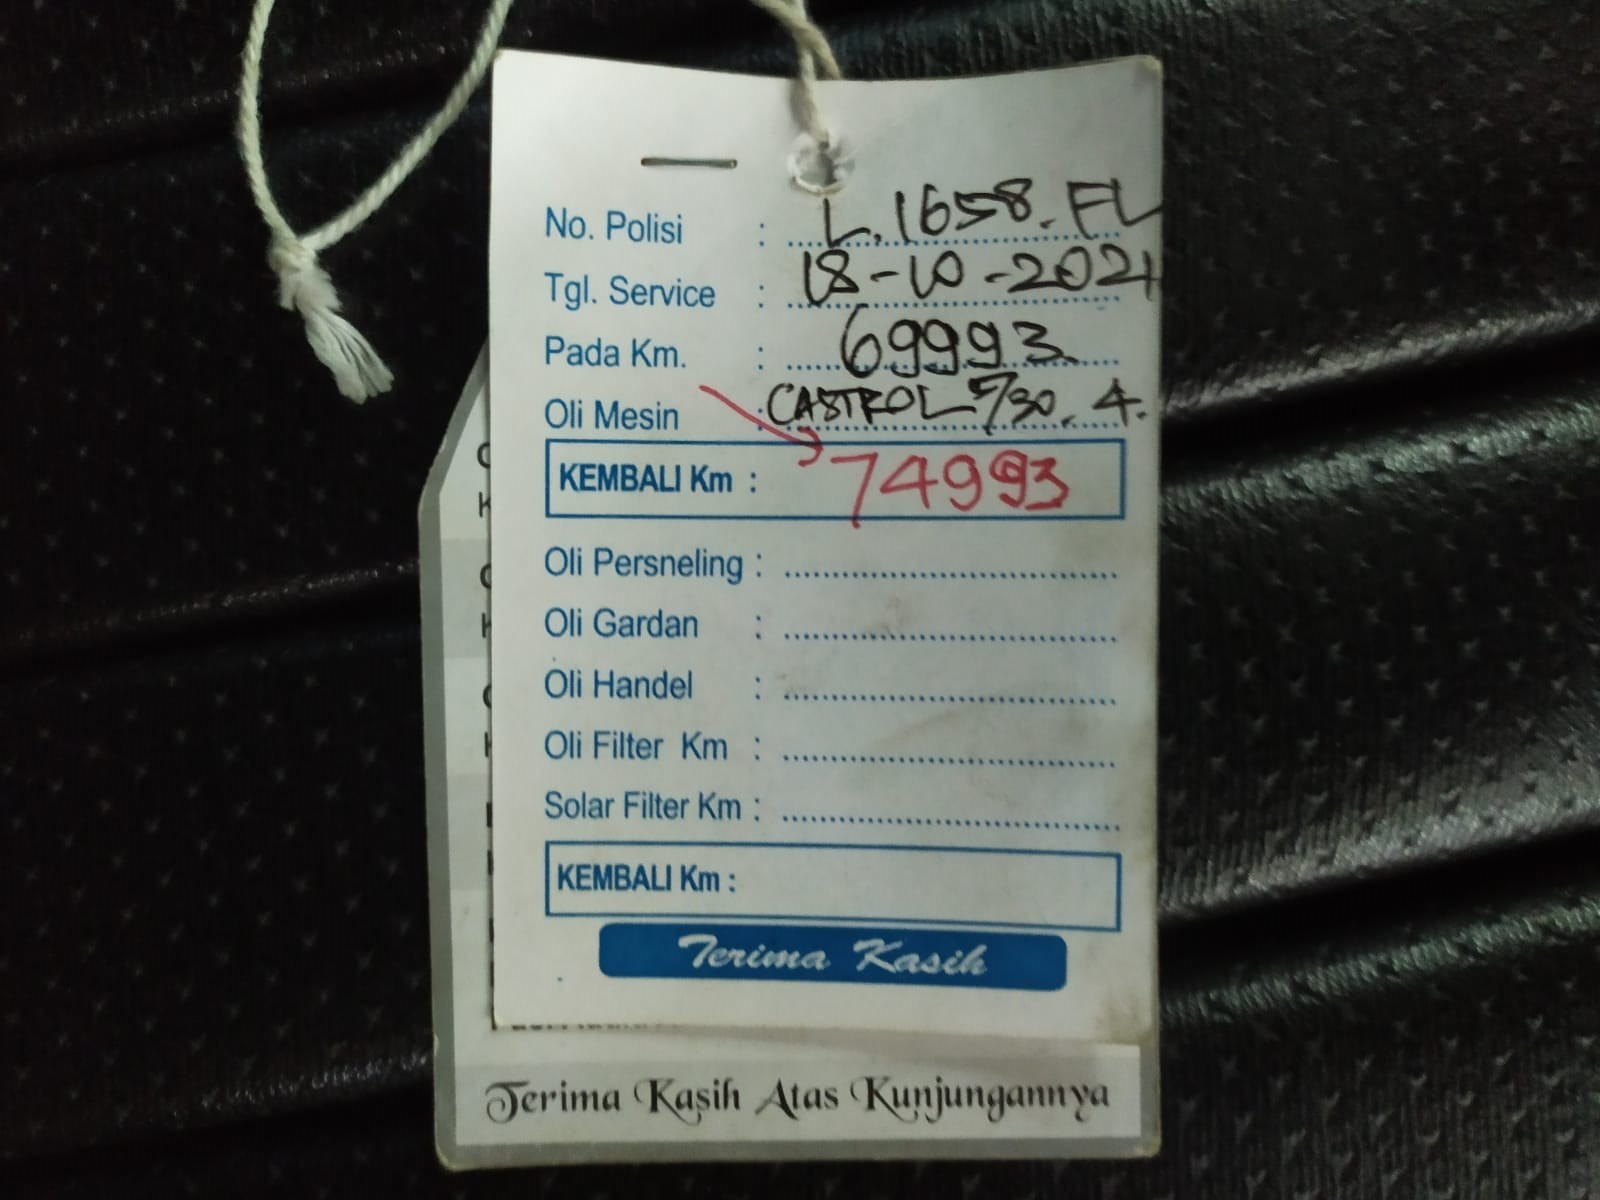 No. Polisi : L. 1658. FL
Tgl. Service : 18-10-2021
Pada Km. : 69993
Oli Mesin : CASTROL 5/30. 4.
KEMBALI Km : 74993
Oli Persneling :
Oli Gardan :
Oli Handel :
Oli Filter Km :
Solar Filter Km :
KEMBALI Km :
Terima Kasih
Terima Kasih Atas Kunjungannya